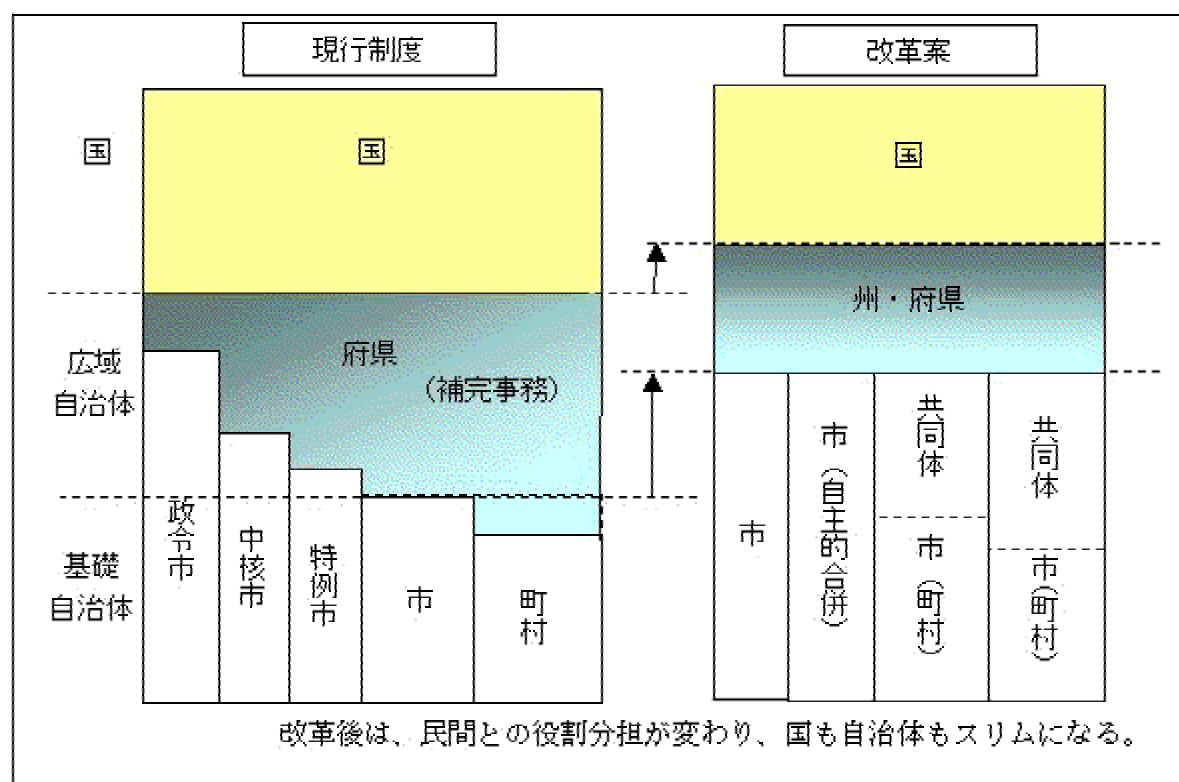 現行制度
改革案
国
国
国
広域
自治体
府県
(補完事務)
州・府県
基礎
自治体
政令市
中核市
特例市
市
町村
市
市(自主的合併)
共同体
市(町村)
共同体
市(町村)
改革後は、民間との役割分担が変わり、国も自治体もスリムになる。